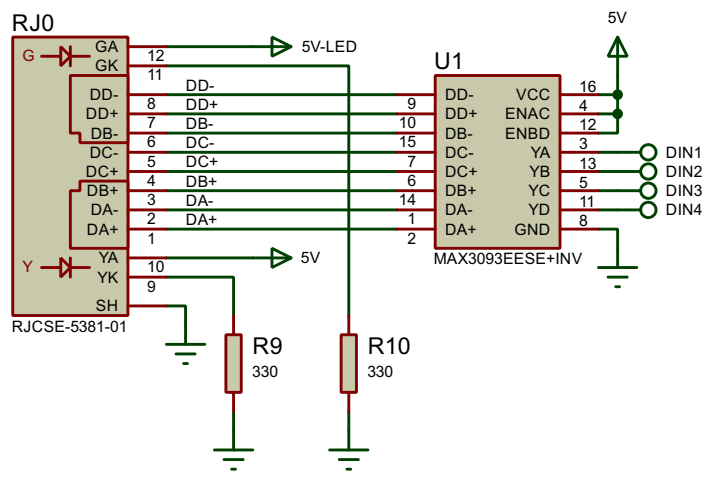 RJ0
G
GA
12
5V-LED
GK
11
DD-
8
DD-
DD+
7
DD+
DB-
6
DB-
DC-
5
DC-
DC+
4
DC+
DB+
3
DB+
DA-
2
DA-
DA+
1
DA+
Y
YA
10
5V
YK
9
SH
RJCSE-5381-01
R9
330
R10
330
5V
U1
9
DD-
VCC
16
10
DD+
ENAC
4
15
DB-
ENBD
12
7
DC-
YA
3
DIN1
6
DC+
YB
13
DIN2
14
DB+
YC
5
DIN3
1
DA-
YD
11
DIN4
2
DA+
GND
8
MAX3093EESE+INV